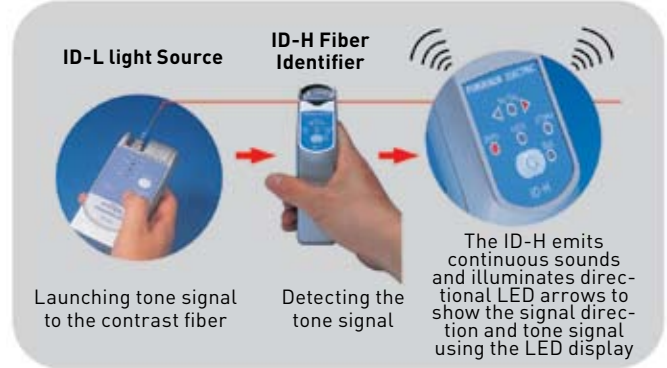 ID-L light Source
ID-H Fiber
Identifier
Launching tone signal
to the contrast fiber
Detecting the
tone signal
ID-H
The ID-H emits
continuous sounds
and illuminates direc-
tional LED arrows to
show the signal direc-
tion and tone signal
using the LED display